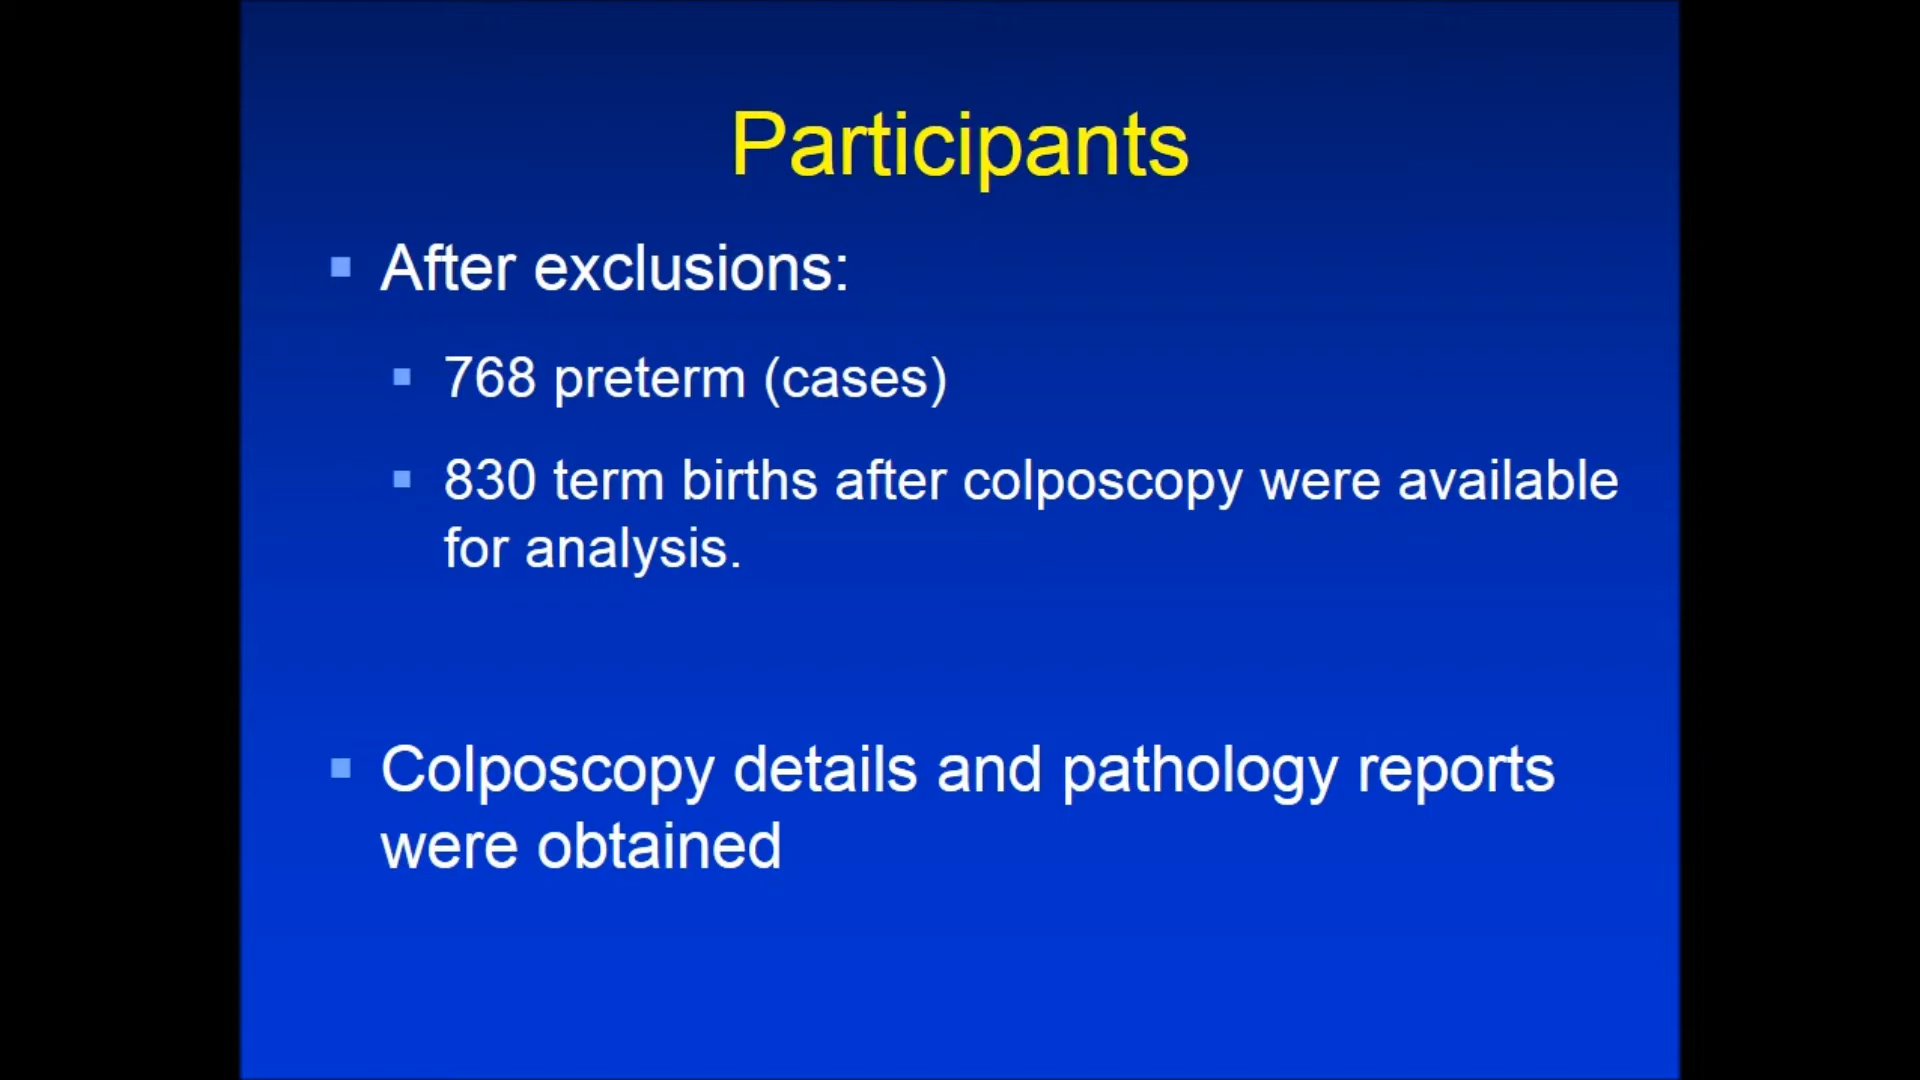 Participants
After exclusions:
768 preterm (cases)
830 term births after colposcopy were available
for analysis.
Colposcopy details and pathology reports
were obtained